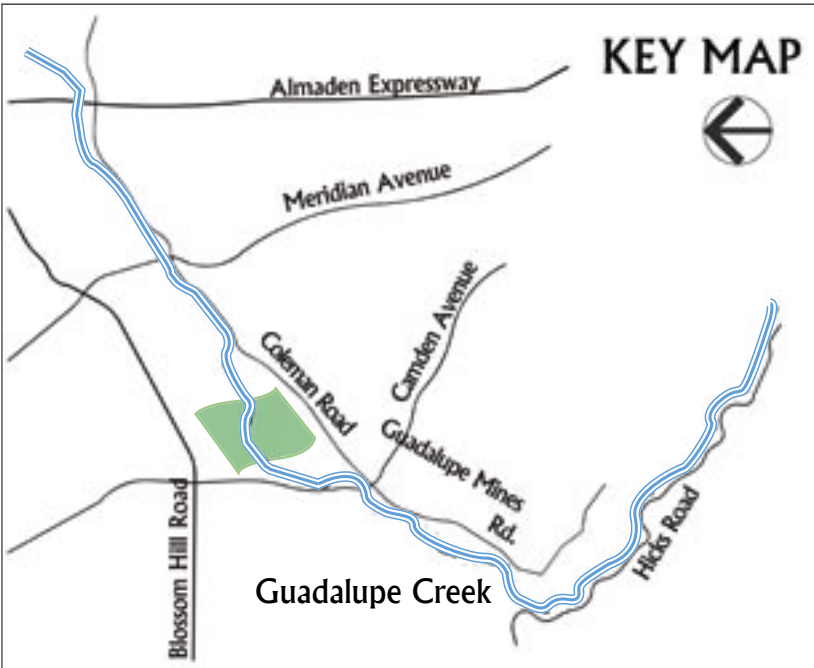 KEY MAP
Almaden Expressway
Meridian Avenue
Camden Avenue
Coleman Road
Guadalupe Mines
Rd.
Hicks Road
Blossom Hill Road
Guadalupe Creek